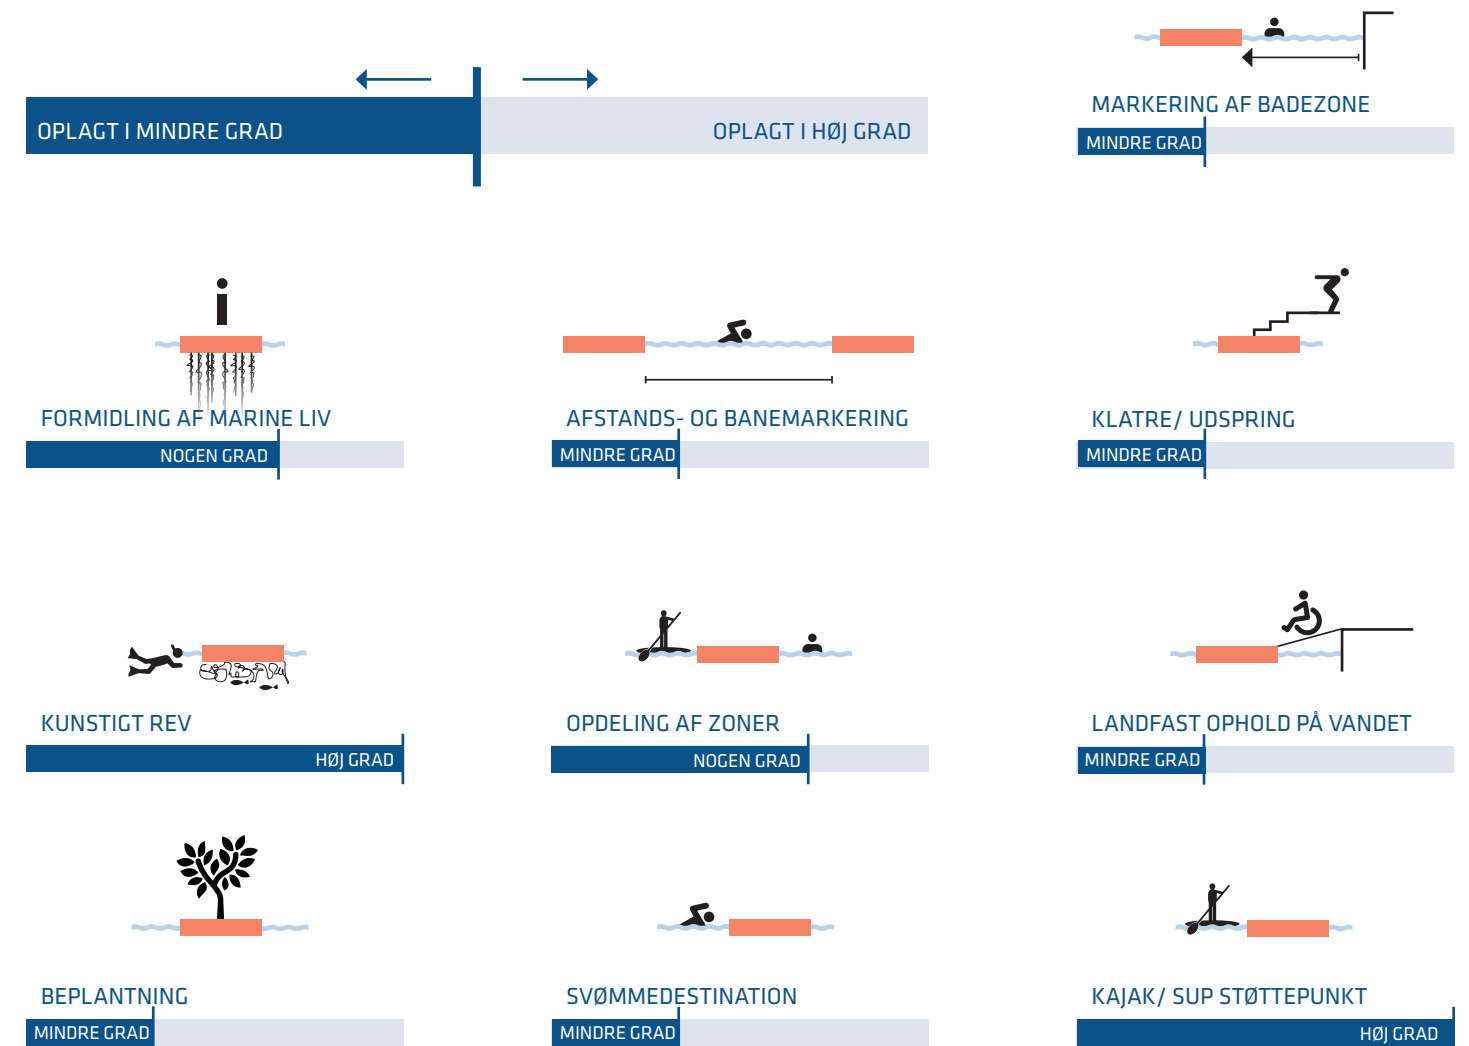 OPLAGT I MINDRE GRAD
OPLAGT I HØJ GRAD
MARKERING AF BADEZONE
MINDRE GRAD
FORMIDLING AF MARINE LIV
NOGEN GRAD
AFSTANDS- OG BANEMARKERING
MINDRE GRAD
KLATRE/ UDSPRING
MINDRE GRAD
KUNSTIGT REV
HØJ GRAD
OPDELING AF ZONER
NOGEN GRAD
LANDFAST OPHOLD PÅ VANDET
MINDRE GRAD
BEPLANTNING
MINDRE GRAD
SVØMMEDESTINATION
MINDRE GRAD
KAJAK/ SUP STØTTEPUNKT
HØJ GRAD